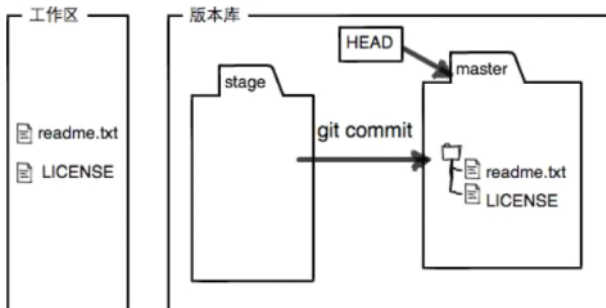 工作区
版本库
HEAD
stage
master
git commit
readme.txt
LICENSE
readme.txt
LICENSE